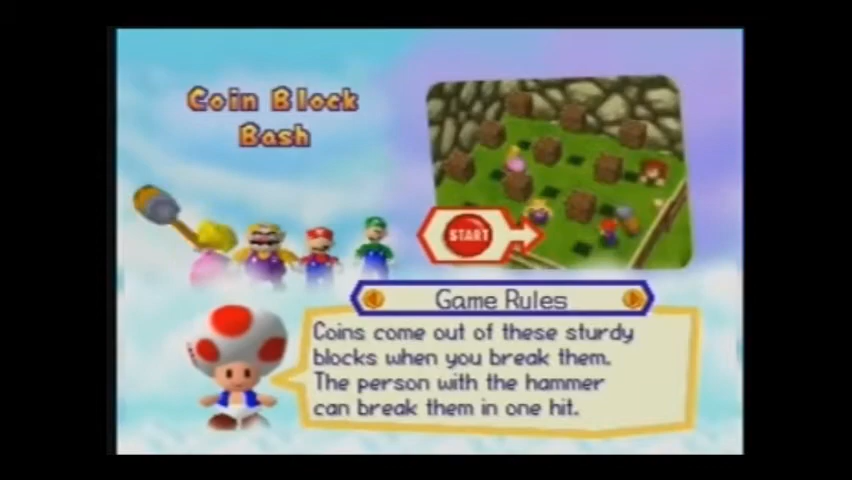 Coin Block
Bash
START
Game Rules
Coins come out of these sturdy
blocks when you break them.
The person with the hammer
can break them in one hit.